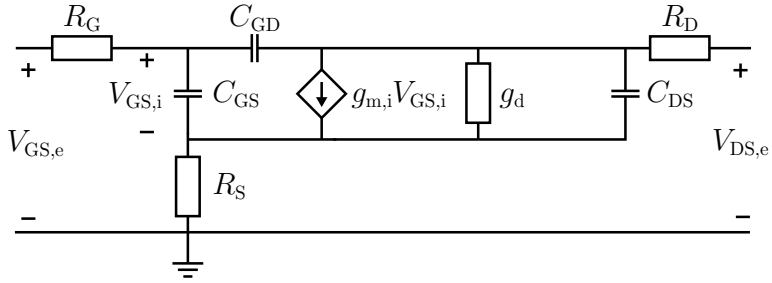 R_G C_GD R_D
+ + +
V_GS,i C_GS g_m,i V_GS,i g_d C_DS
−
V_GS,e V_DS,e
R_S
− −